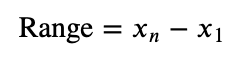 Range = xₙ − x₁